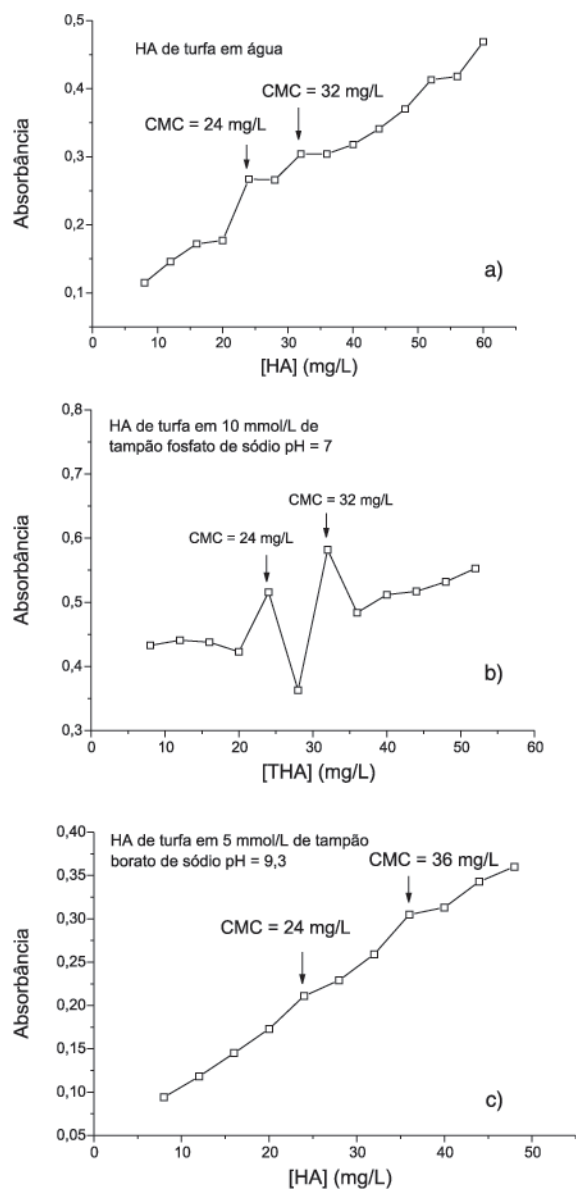 HA de turfa em água
CMC = 32 mg/L
CMC = 24 mg/L
Absorbância
0,5
0,4
0,3
0,2
0,1
a)
0 10 20 30 40 50 60
[HA] (mg/L)
HA de turfa em 10 mmol/L de
tampão fosfato de sódio pH = 7
CMC = 32 mg/L
CMC = 24 mg/L
Absorbância
0,8
0,7
0,6
0,5
0,4
0,3
b)
0 10 20 30 40 50 60
[THA] (mg/L)
HA de turfa em 5 mmol/L de tampão
borato de sódio pH = 9,3
CMC = 36 mg/L
CMC = 24 mg/L
Absorbância
0,40
0,35
0,30
0,25
0,20
0,15
0,10
0,05
c)
0 10 20 30 40 50
[HA] (mg/L)